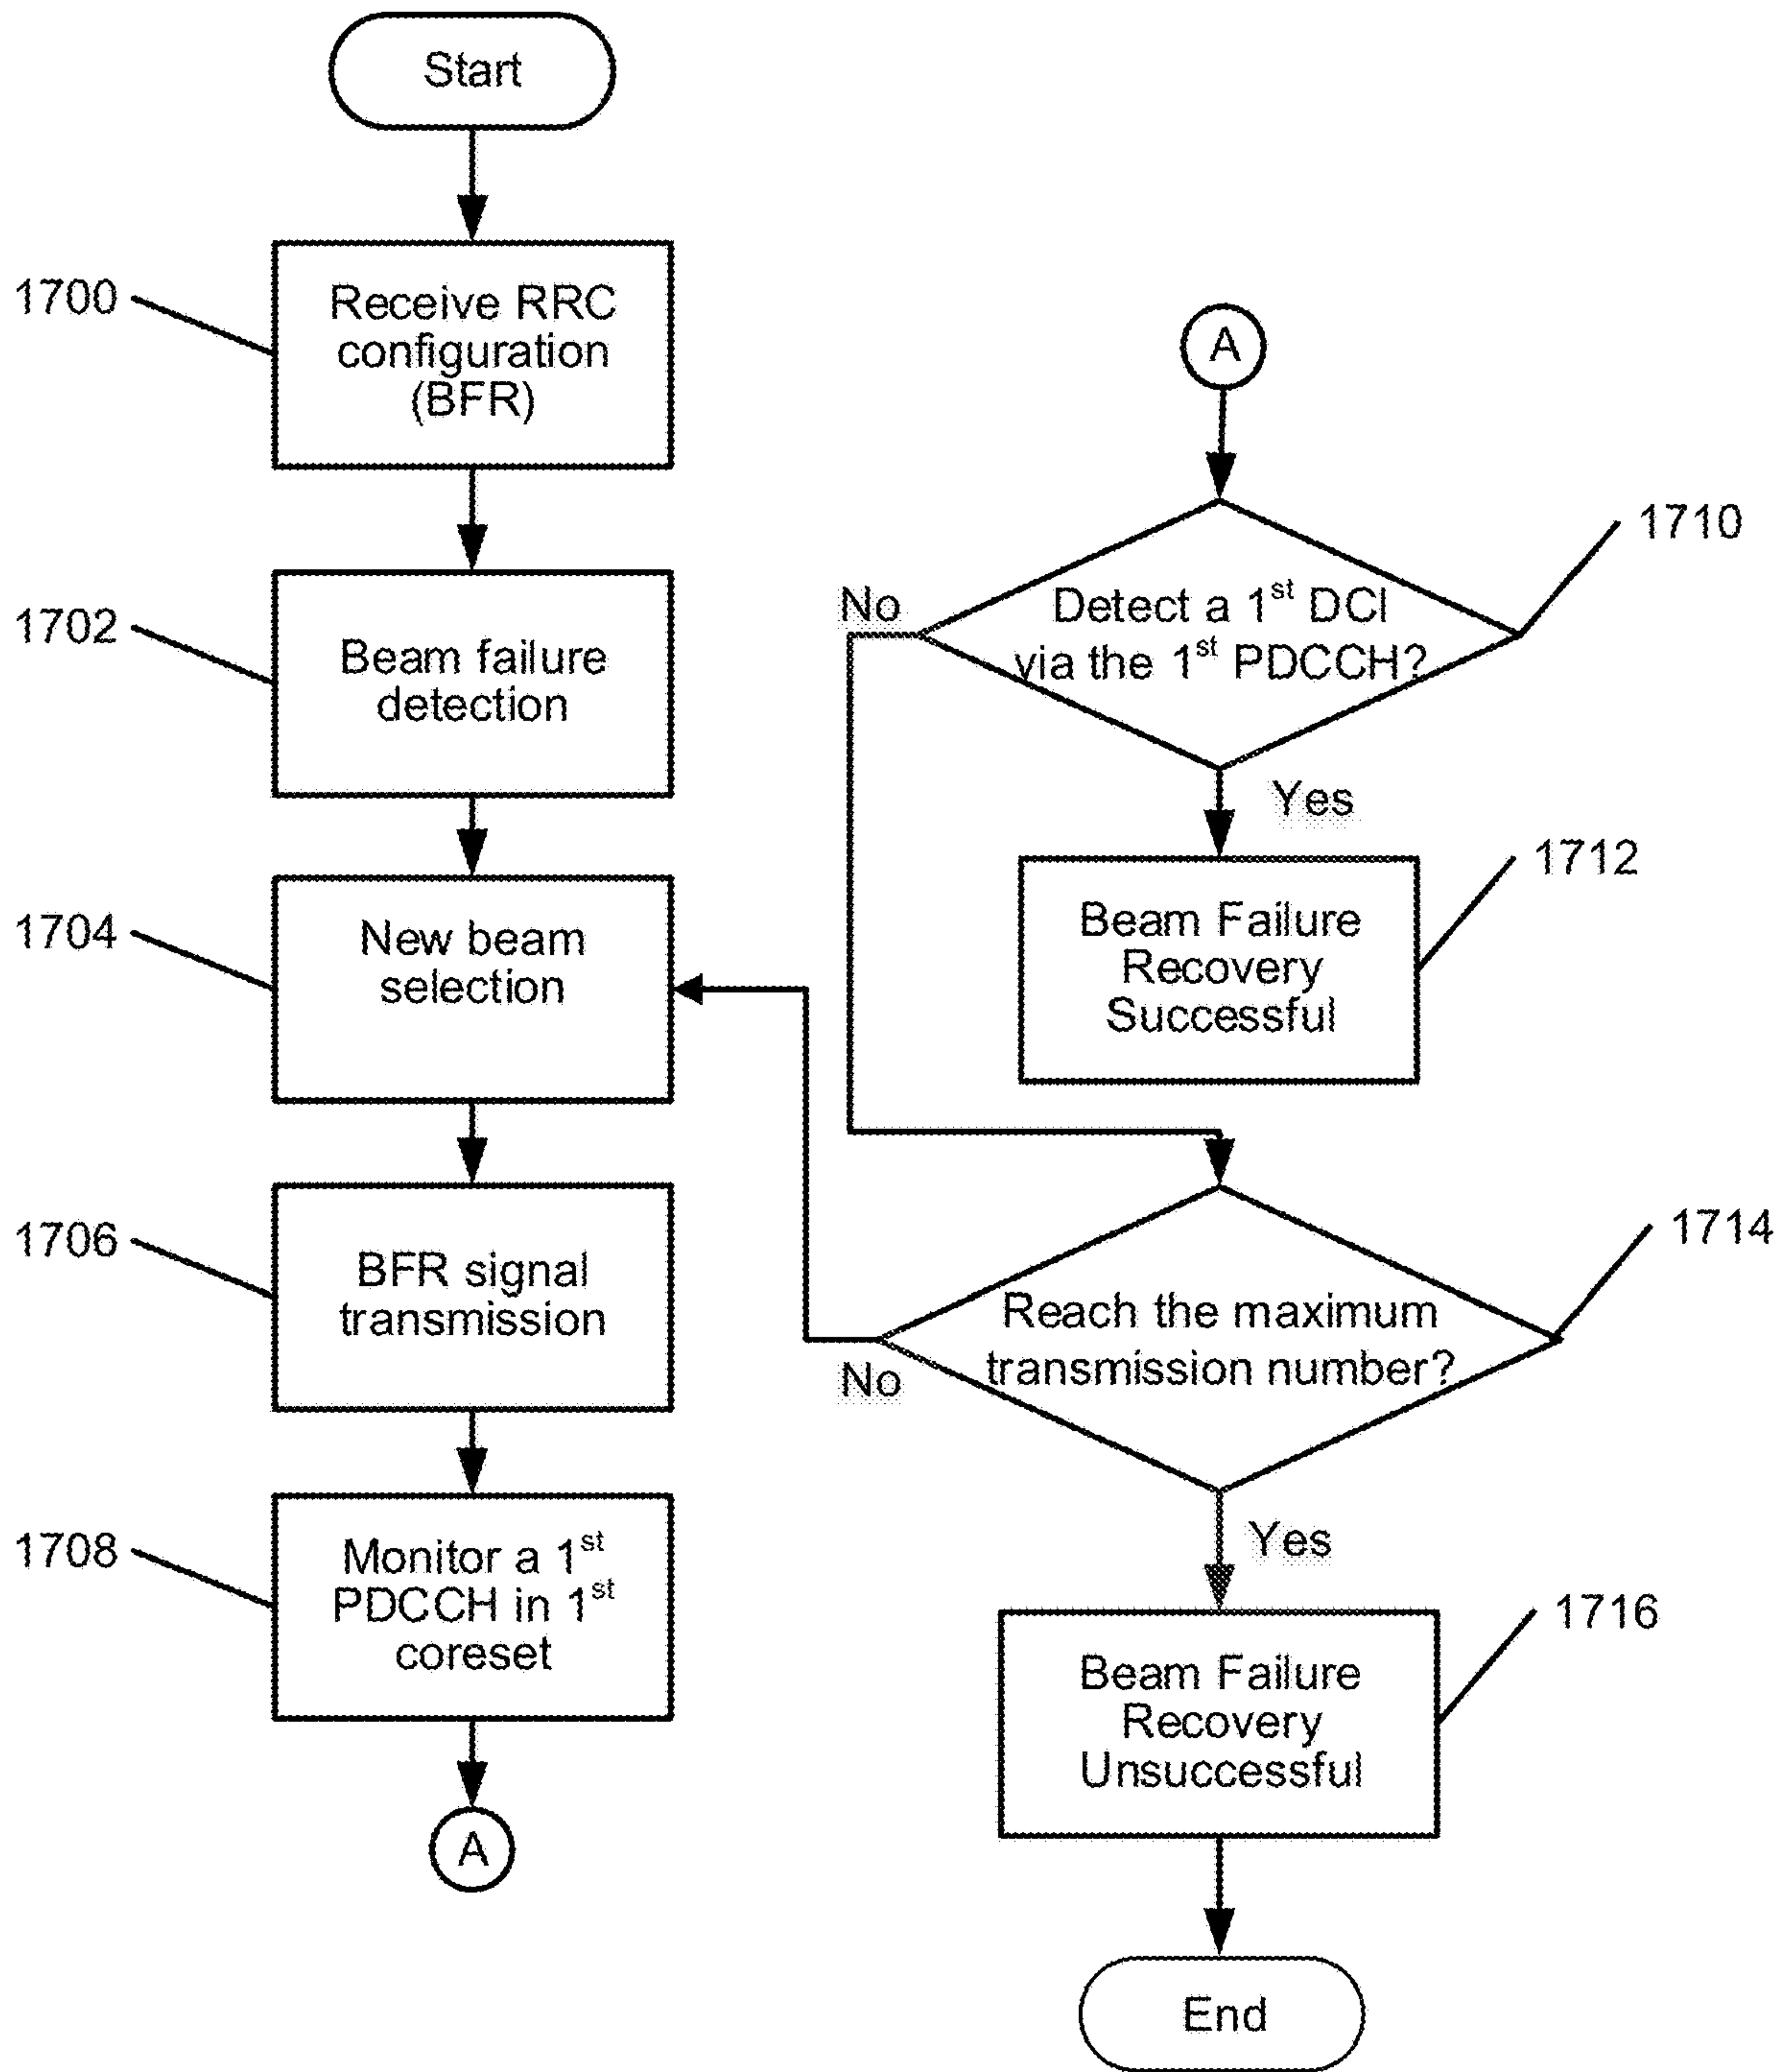 Start
1700
Receive RRC
configuration
(BFR)
1702
Beam failure
detection
1704
New beam
selection
1706
BFR signal
transmission
1708
Monitor a 1st
PDCCH in 1st
coreset
A
A
1710
Detect a 1st DCI
via the 1st PDCCH?
No
Yes
1712
Beam Failure
Recovery
Successful
1714
Reach the maximum
transmission number?
No
Yes
1716
Beam Failure
Recovery
Unsuccessful
End